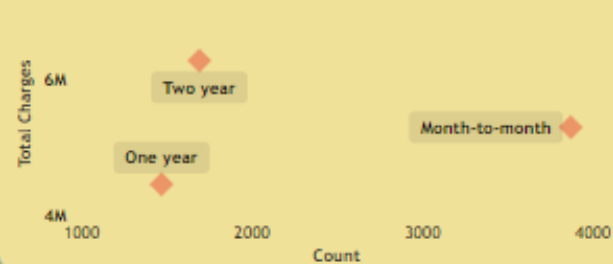 Total Charges
6M
Two year
Month-to-month
One year
4M
1000 2000 3000 4000
Count